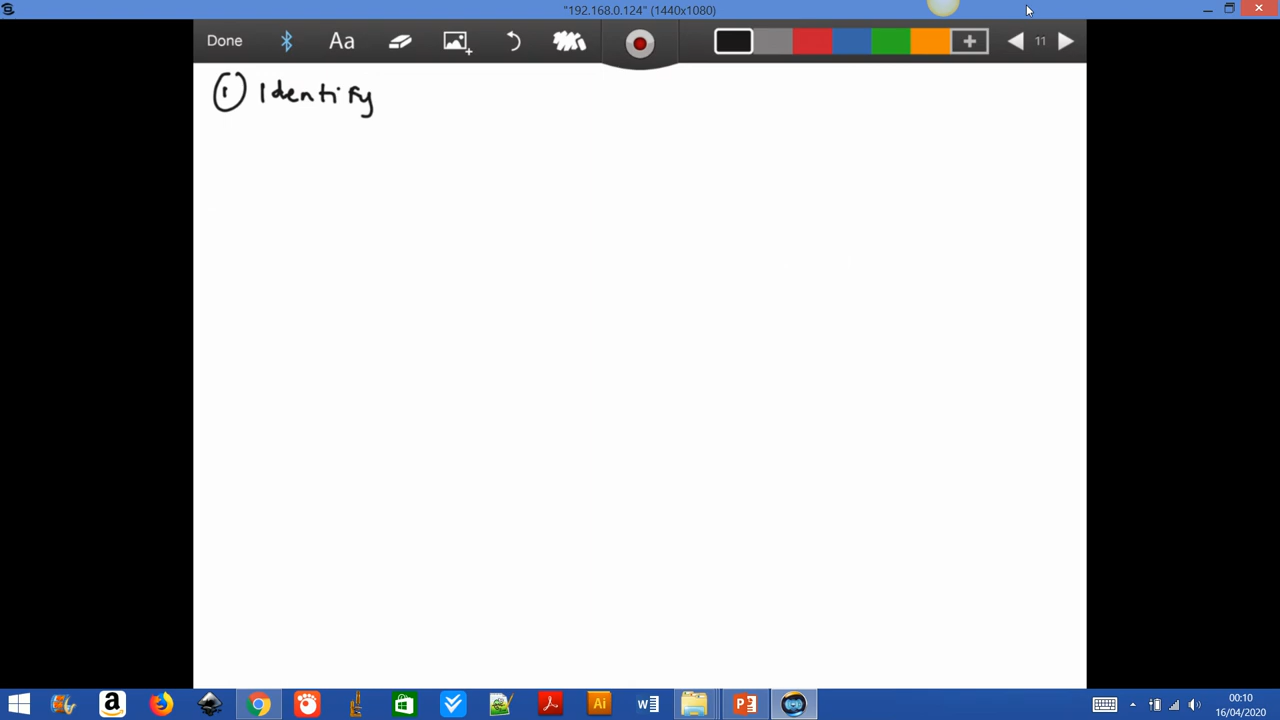 "192.168.0.124" (1440x1080)
Done
Aa
11
① Identify
00:10
16/04/2020